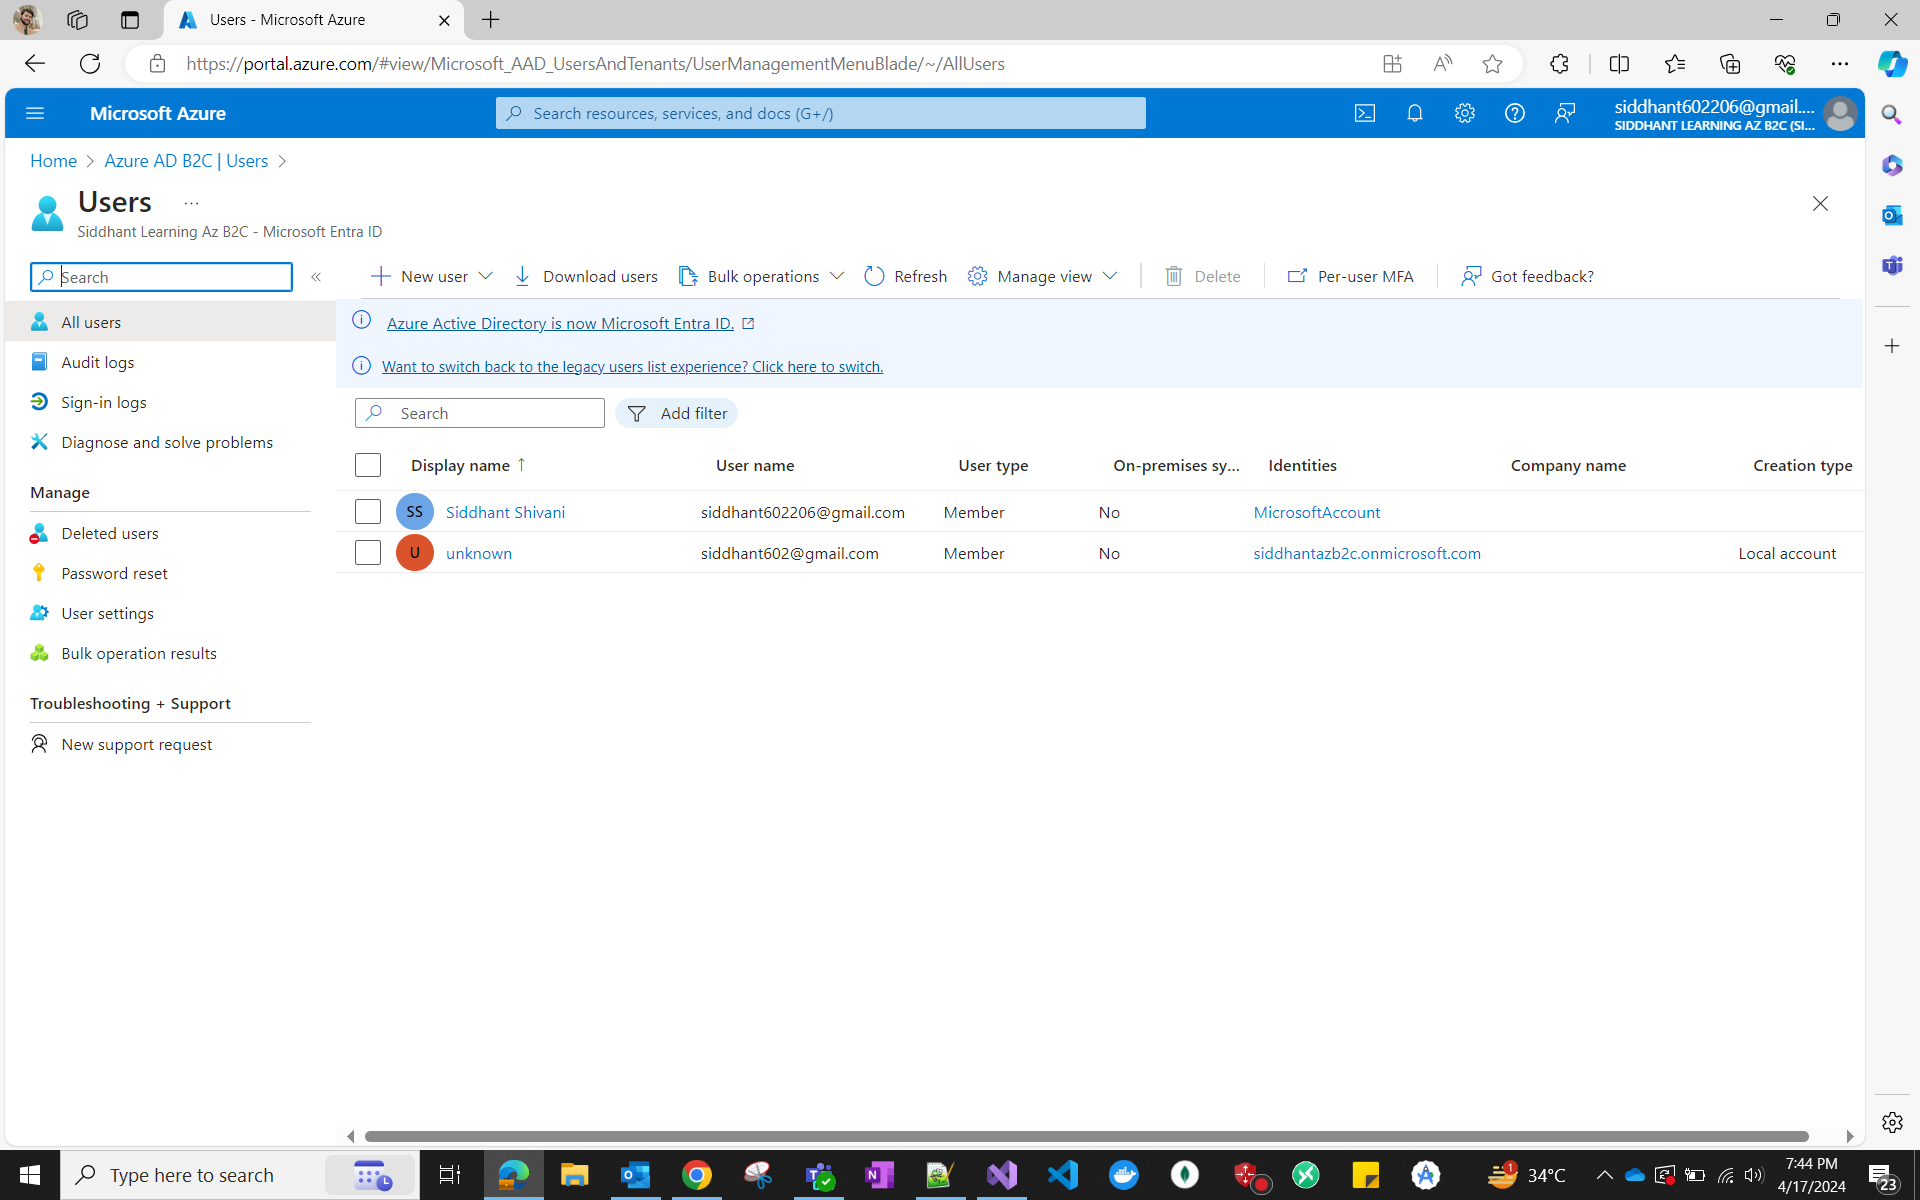 Users - Microsoft Azure
https://portal.azure.com/#view/Microsoft_AAD_UsersAndTenants/UserManagementMenuBlade/~/AllUsers
Microsoft Azure
Search resources, services, and docs (G+/)
siddhant602206@gmail....
SIDDHANT LEARNING AZ B2C (SI...
Home > Azure AD B2C | Users >
Users ...
Siddhant Learning Az B2C - Microsoft Entra ID
Search
«
New user
Download users
Bulk operations
Refresh
Manage view
Delete
Per-user MFA
Got feedback?
All users
Audit logs
Sign-in logs
Diagnose and solve problems
Manage
Deleted users
Password reset
User settings
Bulk operation results
Troubleshooting + Support
New support request
Azure Active Directory is now Microsoft Entra ID.
Want to switch back to the legacy users list experience? Click here to switch.
Search
Add filter
Display name ↑ User name User type On-premises sy... Identities Company name Creation type
SS Siddhant Shivani siddhant602206@gmail.com Member No MicrosoftAccount
U unknown siddhant602@gmail.com Member No siddhantazb2c.onmicrosoft.com Local account
Type here to search
1
34°C
7:44 PM
4/17/2024
23